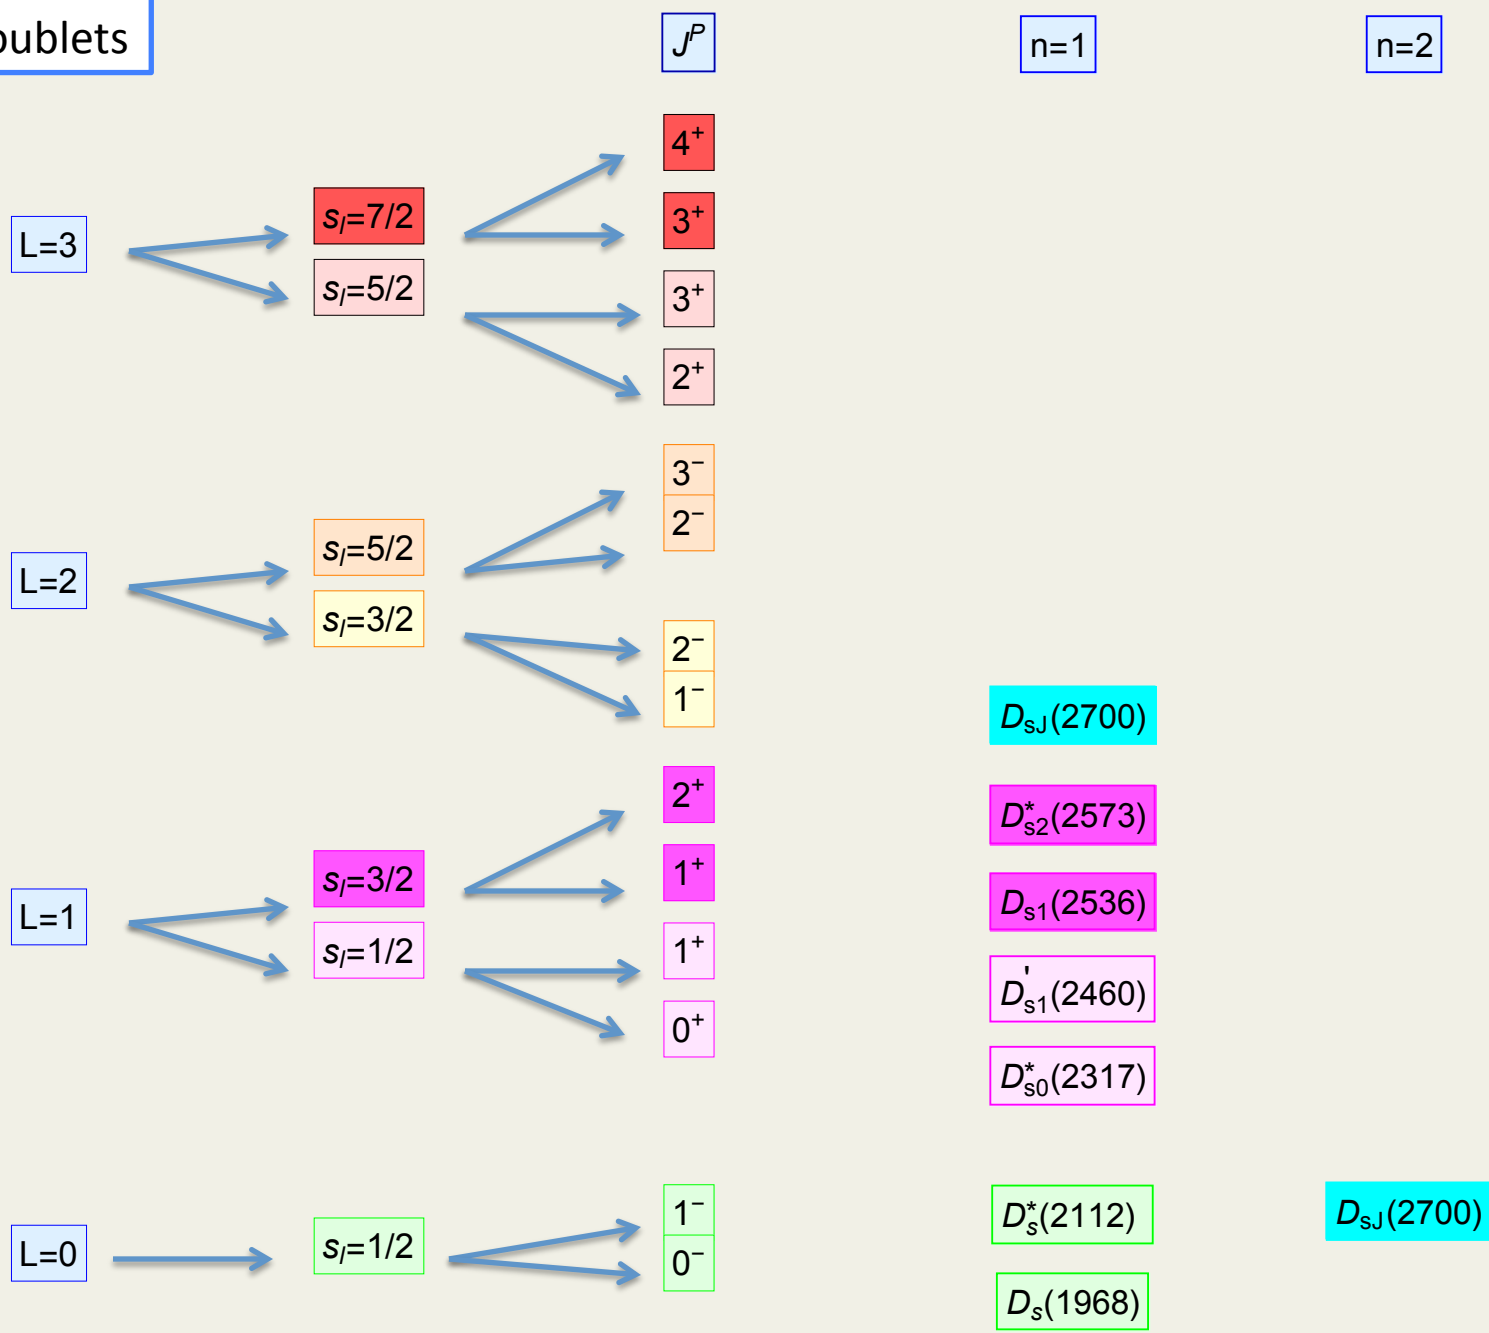 oublets
J^P n=1 n=2
4⁺
L=3 s_l=7/2 3⁺
s_l=5/2 3⁺
2⁺
3⁻
L=2 s_l=5/2 2⁻
s_l=3/2 2⁻
1⁻ D_sJ(2700)
2⁺ D*_s2(2573)
s_l=3/2 1⁺ D_s1(2536)
L=1 s_l=1/2 1⁺ D'_s1(2460)
0⁺ D*_s0(2317)
1⁻ D*_s(2112) D_sJ(2700)
L=0 s_l=1/2 0⁻
D_s(1968)